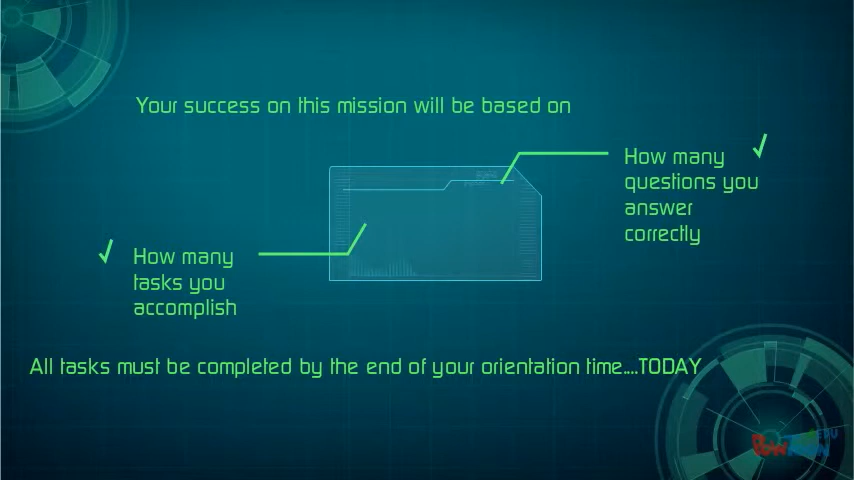 Your success on this mission will be based on
How many
questions you
answer
correctly
How many
tasks you
accomplish
All tasks must be completed by the end of your orientation time....TODAY
EDU